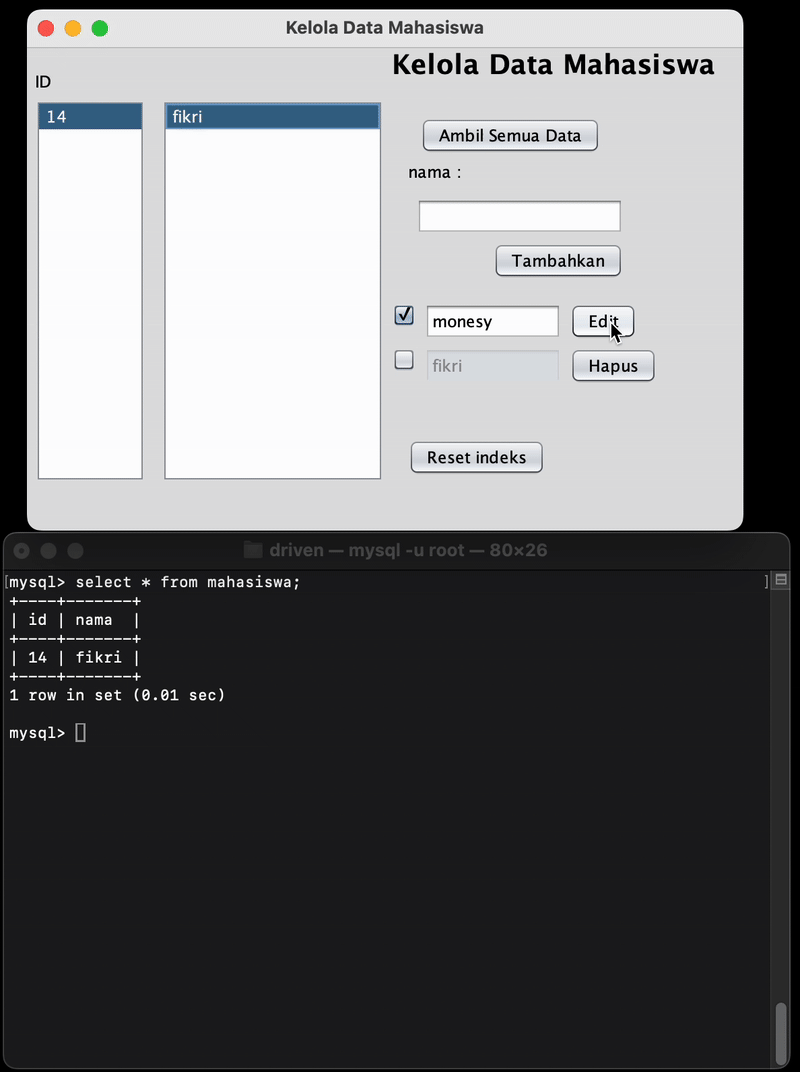 Kelola Data Mahasiswa
Kelola Data Mahasiswa
ID
14
fikri
Ambil Semua Data
nama :
Tambahkan
monesy
Edit
fikri
Hapus
Reset indeks
driven — mysql -u root — 80×26
[mysql> select * from mahasiswa; ]
+----+-------+
| id | nama  |
+----+-------+
| 14 | fikri |
+----+-------+
1 row in set (0.01 sec)
mysql>